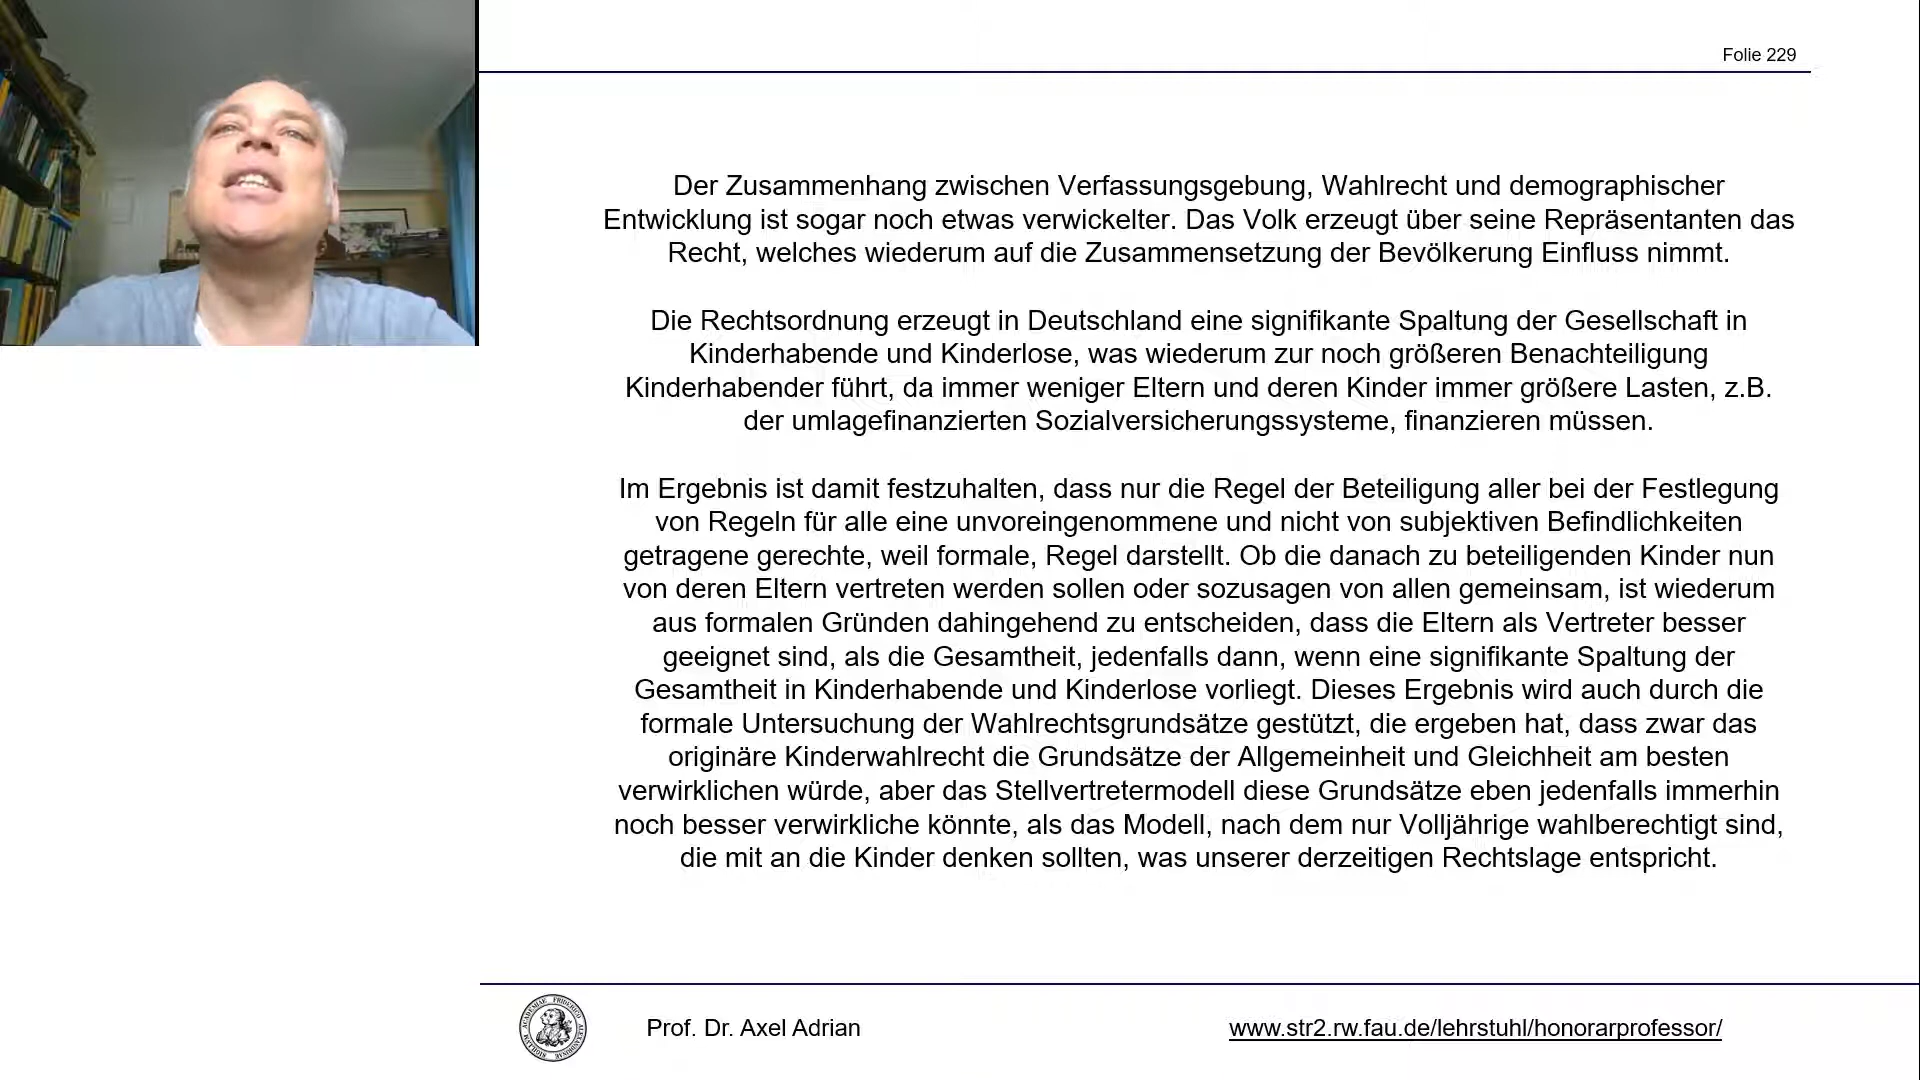 Folie 229
Der Zusammenhang zwischen Verfassungsgebung, Wahlrecht und demographischer
Entwicklung ist sogar noch etwas verwickelter. Das Volk erzeugt über seine Repräsentanten das
Recht, welches wiederum auf die Zusammensetzung der Bevölkerung Einfluss nimmt.
Die Rechtsordnung erzeugt in Deutschland eine signifikante Spaltung der Gesellschaft in
Kinderhabende und Kinderlose, was wiederum zur noch größeren Benachteiligung
Kinderhabender führt, da immer weniger Eltern und deren Kinder immer größere Lasten, z.B.
der umlagefinanzierten Sozialversicherungssysteme, finanzieren müssen.
Im Ergebnis ist damit festzuhalten, dass nur die Regel der Beteiligung aller bei der Festlegung
von Regeln für alle eine unvoreingenommene und nicht von subjektiven Befindlichkeiten
getragene gerechte, weil formale, Regel darstellt. Ob die danach zu beteiligenden Kinder nun
von deren Eltern vertreten werden sollen oder sozusagen von allen gemeinsam, ist wiederum
aus formalen Gründen dahingehend zu entscheiden, dass die Eltern als Vertreter besser
geeignet sind, als die Gesamtheit, jedenfalls dann, wenn eine signifikante Spaltung der
Gesamtheit in Kinderhabende und Kinderlose vorliegt. Dieses Ergebnis wird auch durch die
formale Untersuchung der Wahlrechtsgrundsätze gestützt, die ergeben hat, dass zwar das
originäre Kinderwahlrecht die Grundsätze der Allgemeinheit und Gleichheit am besten
verwirklichen würde, aber das Stellvertretermodell diese Grundsätze eben jedenfalls immerhin
noch besser verwirkliche könnte, als das Modell, nach dem nur Volljährige wahlberechtigt sind,
die mit an die Kinder denken sollten, was unserer derzeitigen Rechtslage entspricht.
Prof. Dr. Axel Adrian
www.str2.rw.fau.de/lehrstuhl/honorarprofessor/